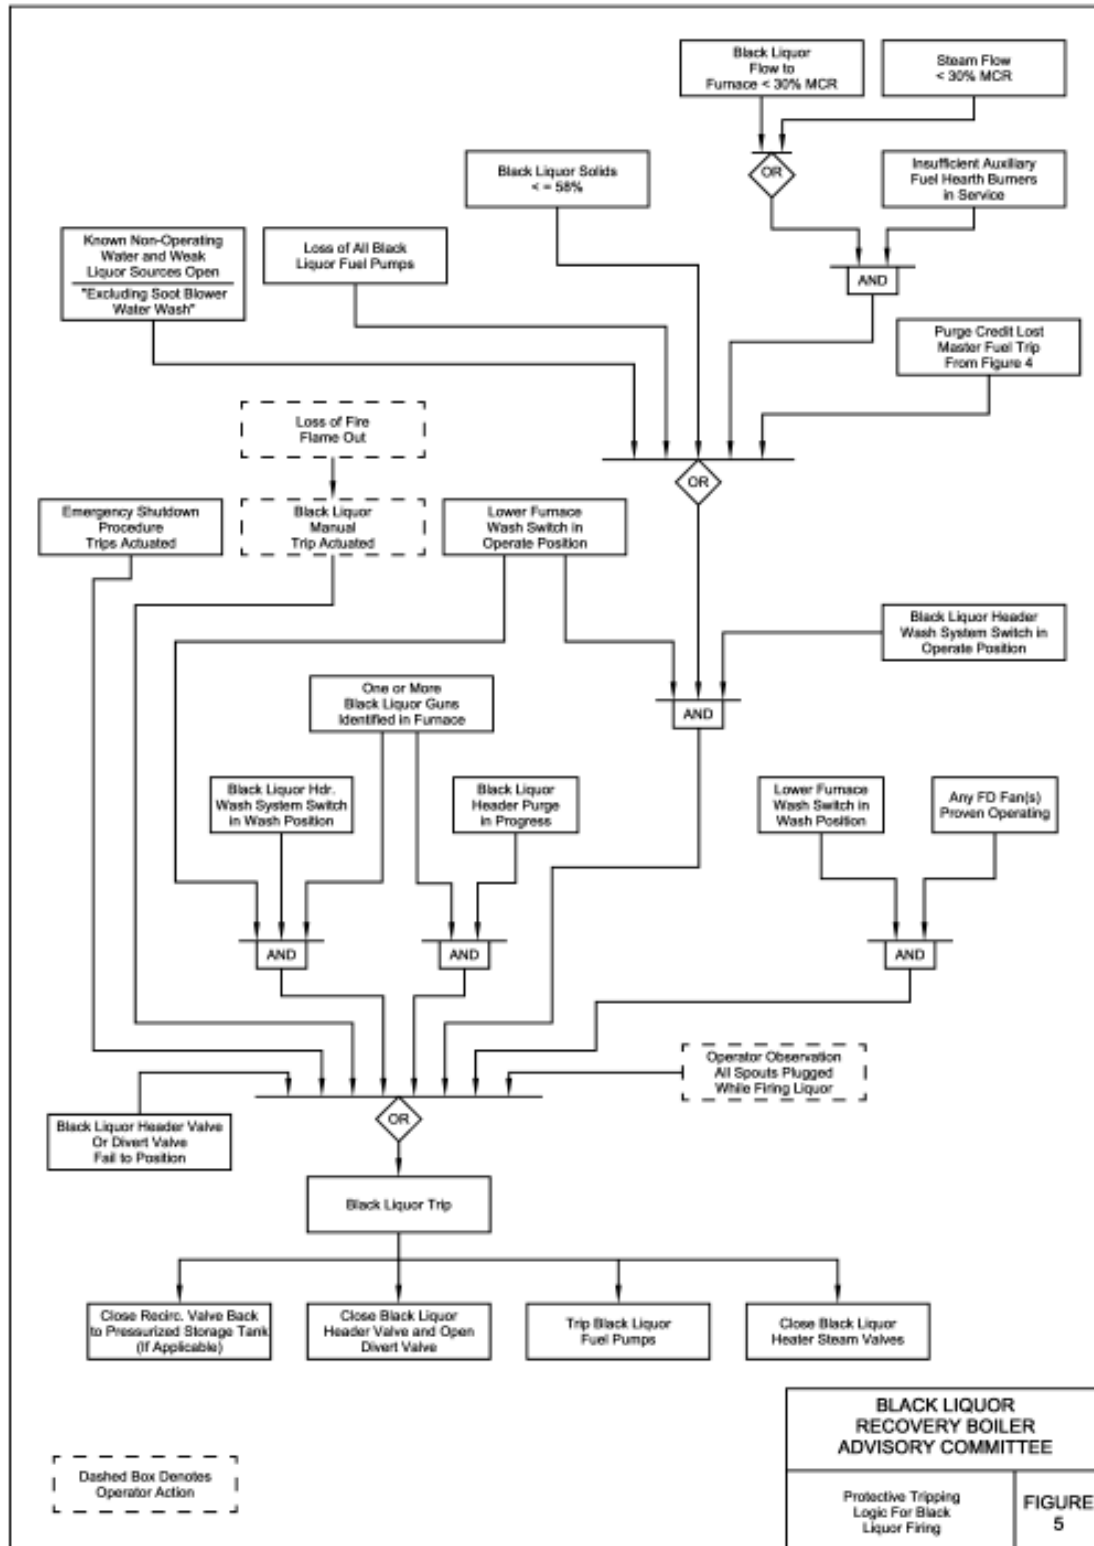 Black Liquor
Flow to
Furnace < 30% MCR
Steam Flow
< 30% MCR
OR
Black Liquor Solids
< = 58%
Insufficient Auxiliary
Fuel Hearth Burners
in Service
Known Non-Operating
Water and Weak
Liquor Sources Open
"Excluding Soot Blower
Water Wash"
Loss of All Black
Liquor Fuel Pumps
AND
Purge Credit Lost
Master Fuel Trip
From Figure 4
Loss of Fire
Flame Out
OR
Emergency Shutdown
Procedure
Trips Actuated
Black Liquor
Manual
Trip Actuated
Lower Furnace
Wash Switch in
Operate Position
Black Liquor Header
Wash System Switch in
Operate Position
One or More
Black Liquor Guns
Identified in Furnace
AND
Black Liquor Hdr.
Wash System Switch
in Wash Position
Black Liquor
Header Purge
in Progress
Lower Furnace
Wash Switch in
Wash Position
Any FD Fan(s)
Proven Operating
AND
AND
AND
Operator Observation
All Spouts Plugged
While Firing Liquor
Black Liquor Header Valve
Or Divert Valve
Fail to Position
OR
Black Liquor Trip
Close Recirc. Valve Back
to Pressurized Storage Tank
(If Applicable)
Close Black Liquor
Header Valve and Open
Divert Valve
Trip Black Liquor
Fuel Pumps
Close Black Liquor
Heater Steam Valves
Dashed Box Denotes
Operator Action
BLACK LIQUOR
RECOVERY BOILER
ADVISORY COMMITTEE
Protective Tripping
Logic For Black
Liquor Firing
FIGURE
5